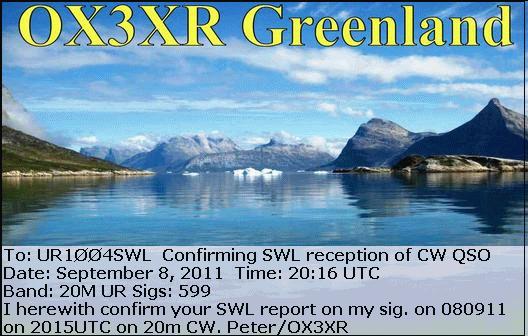 OX3XR Greenland
To: UR1ØØ4SWL Confirming SWL reception of CW QSO
Date: September 8, 2011 Time: 20:16 UTC
Band: 20M UR Sigs: 599
I herewith confirm your SWL report on my sig. on 080911
on 2015UTC on 20m CW. Peter/OX3XR